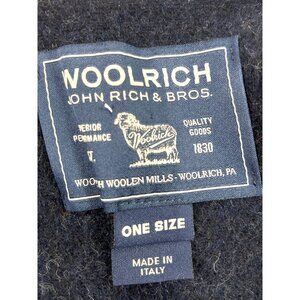 WOOLRICH
JOHN RICH & BROS.
QUALITY
GOODS
Woolrich
1830
WOOLEN MILLS - WOOLRICH, PA
ONE SIZE
MADE IN
ITALY